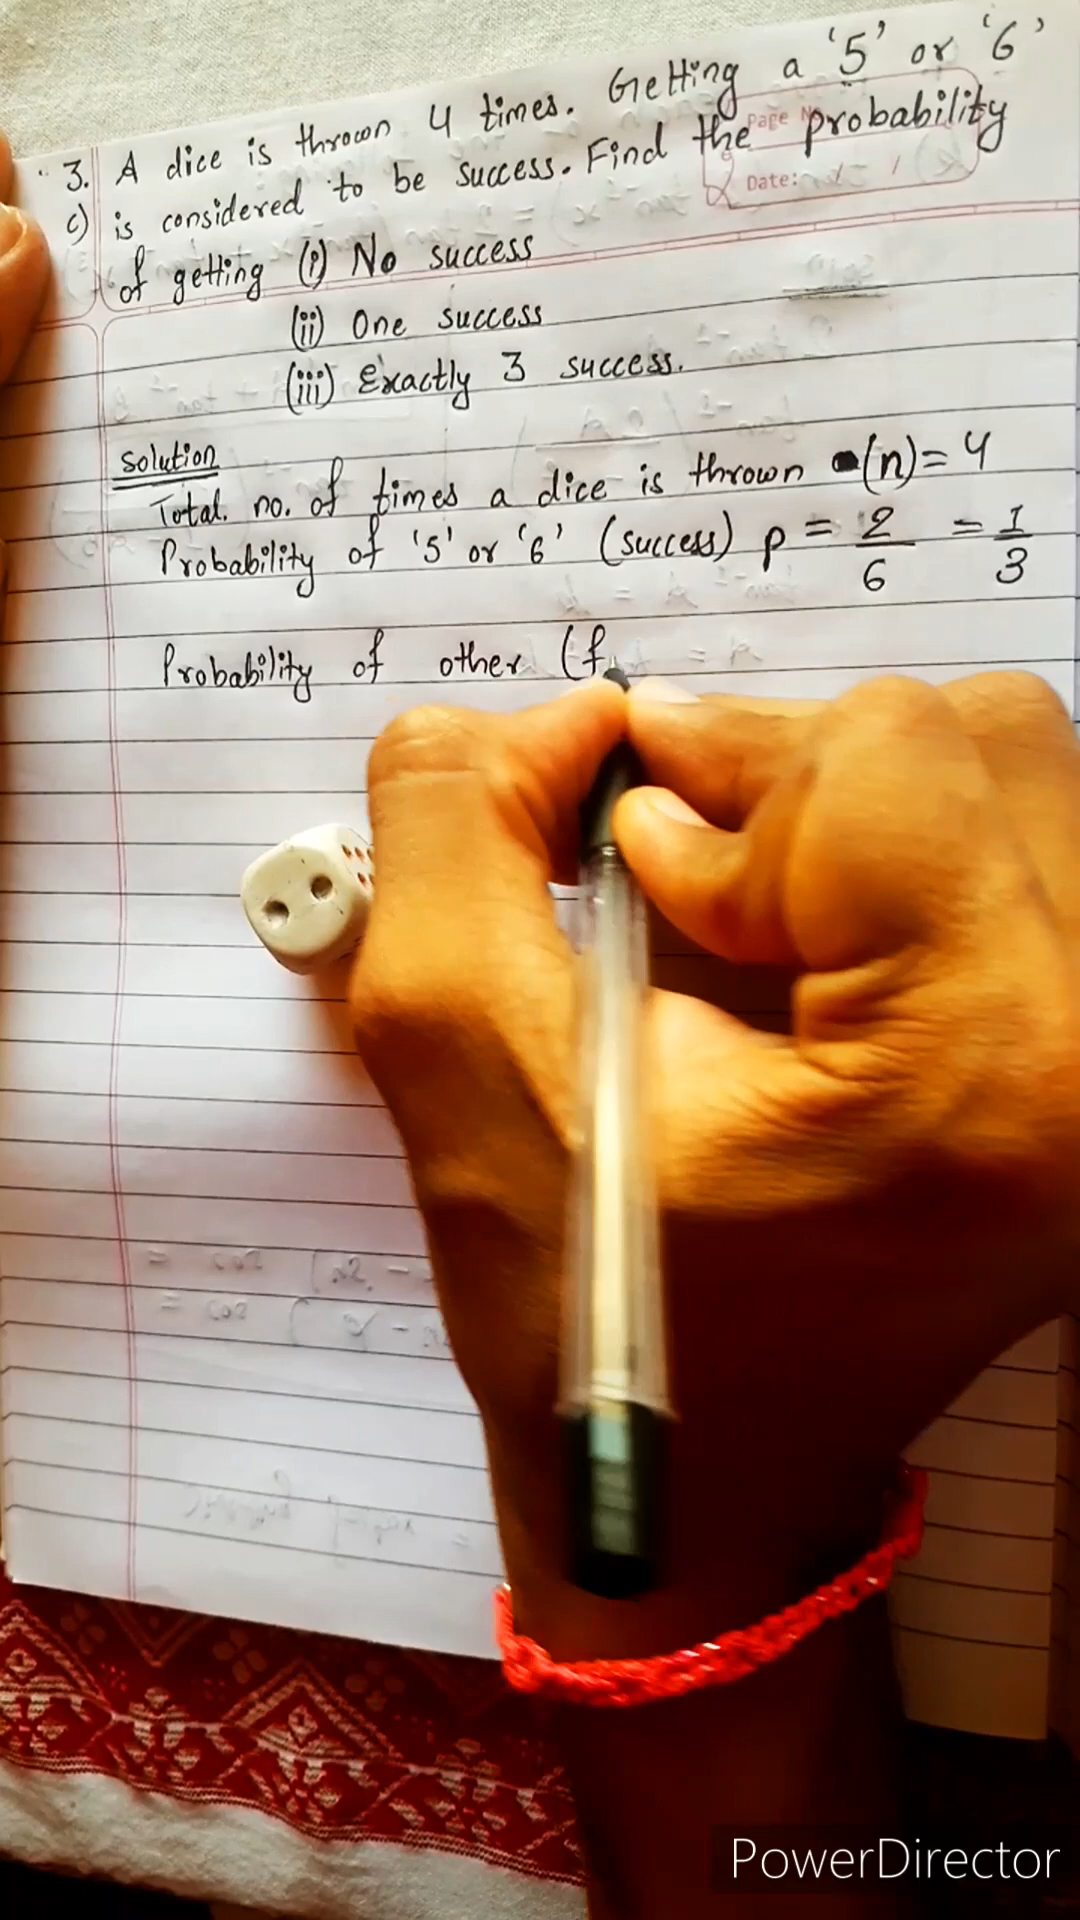 3. A dice is thrown 4 times. Getting a '5' or '6'
c) is considered to be success. Find the probability
of getting (i) No success
(ii) One success
(iii) Exactly 3 success.
Page No
Date: / /
Solution
Total. no. of times a dice is thrown (n) = 4
Probability of '5' or '6' (success) p = 2/6 = 1/3
Probability of other (f
PowerDirector